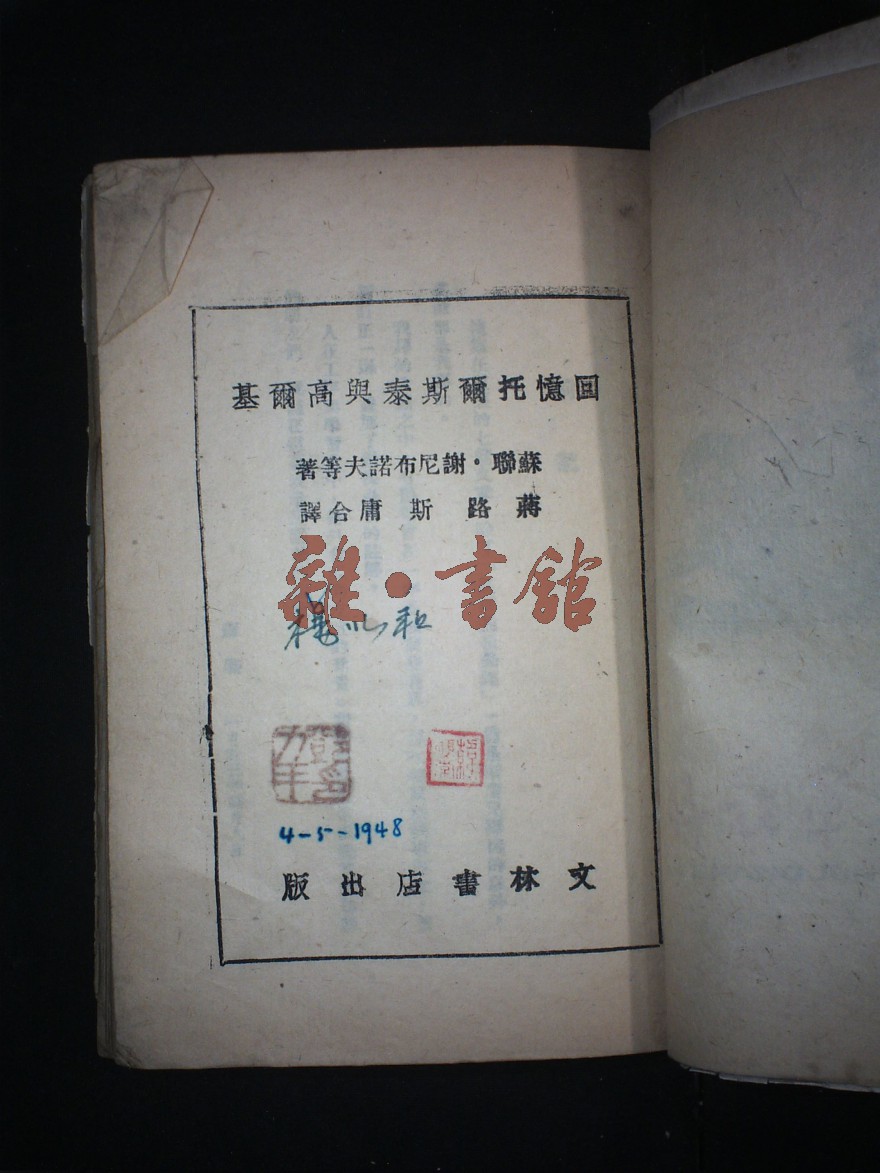 回憶托爾斯泰與高爾基
蘇聯・謝尼布諾夫等著
蔣路 斯庸合譯
雜・書館
4-5-1948
文林書店出版